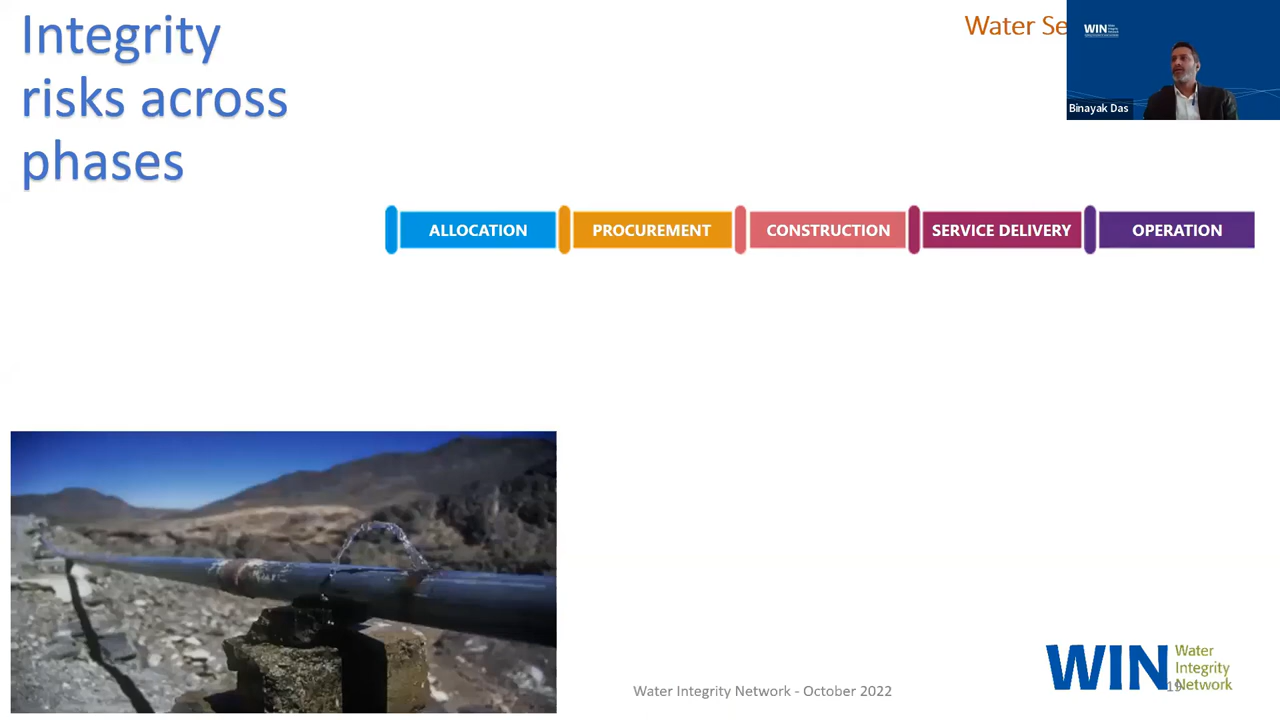 Integrity
risks across
phases
Water Se
WIN
Binayak Das
ALLOCATION
PROCUREMENT
CONSTRUCTION
SERVICE DELIVERY
OPERATION
Water Integrity Network - October 2022
WIN
Water
Integrity
Network